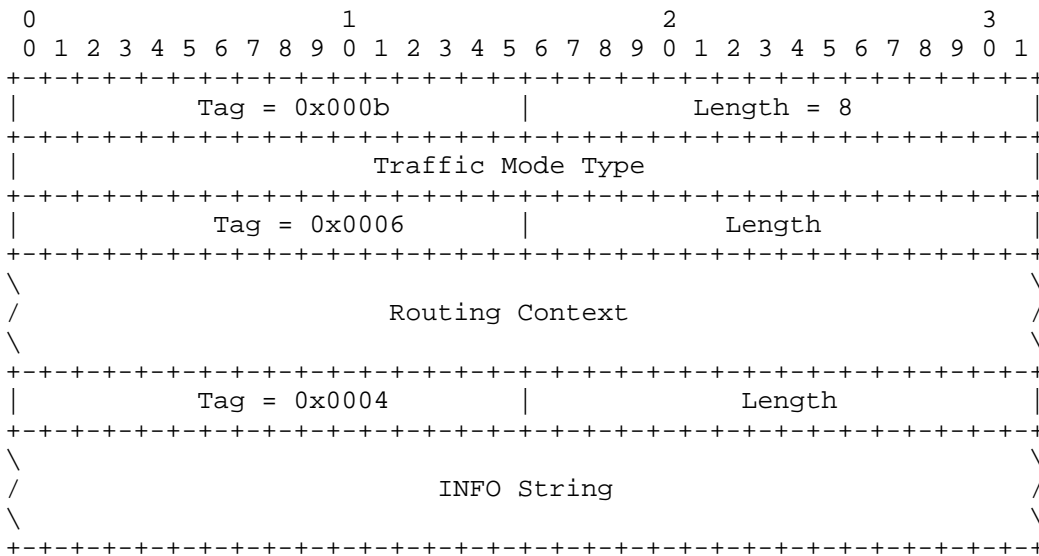 0                   1                   2                   3
 0 1 2 3 4 5 6 7 8 9 0 1 2 3 4 5 6 7 8 9 0 1 2 3 4 5 6 7 8 9 0 1
+-+-+-+-+-+-+-+-+-+-+-+-+-+-+-+-+-+-+-+-+-+-+-+-+-+-+-+-+-+-+-+-+
|           Tag = 0x000b        |          Length = 8           |
+-+-+-+-+-+-+-+-+-+-+-+-+-+-+-+-+-+-+-+-+-+-+-+-+-+-+-+-+-+-+-+-+
|                      Traffic Mode Type                        |
+-+-+-+-+-+-+-+-+-+-+-+-+-+-+-+-+-+-+-+-+-+-+-+-+-+-+-+-+-+-+-+-+
|            Tag = 0x0006       |            Length             |
+-+-+-+-+-+-+-+-+-+-+-+-+-+-+-+-+-+-+-+-+-+-+-+-+-+-+-+-+-+-+-+-+
\                                                               \
/                       Routing Context                         /
\                                                               \
+-+-+-+-+-+-+-+-+-+-+-+-+-+-+-+-+-+-+-+-+-+-+-+-+-+-+-+-+-+-+-+-+
|           Tag = 0x0004        |             Length            |
+-+-+-+-+-+-+-+-+-+-+-+-+-+-+-+-+-+-+-+-+-+-+-+-+-+-+-+-+-+-+-+-+
\                                                               \
/                          INFO String                          /
\                                                               \
+-+-+-+-+-+-+-+-+-+-+-+-+-+-+-+-+-+-+-+-+-+-+-+-+-+-+-+-+-+-+-+-+